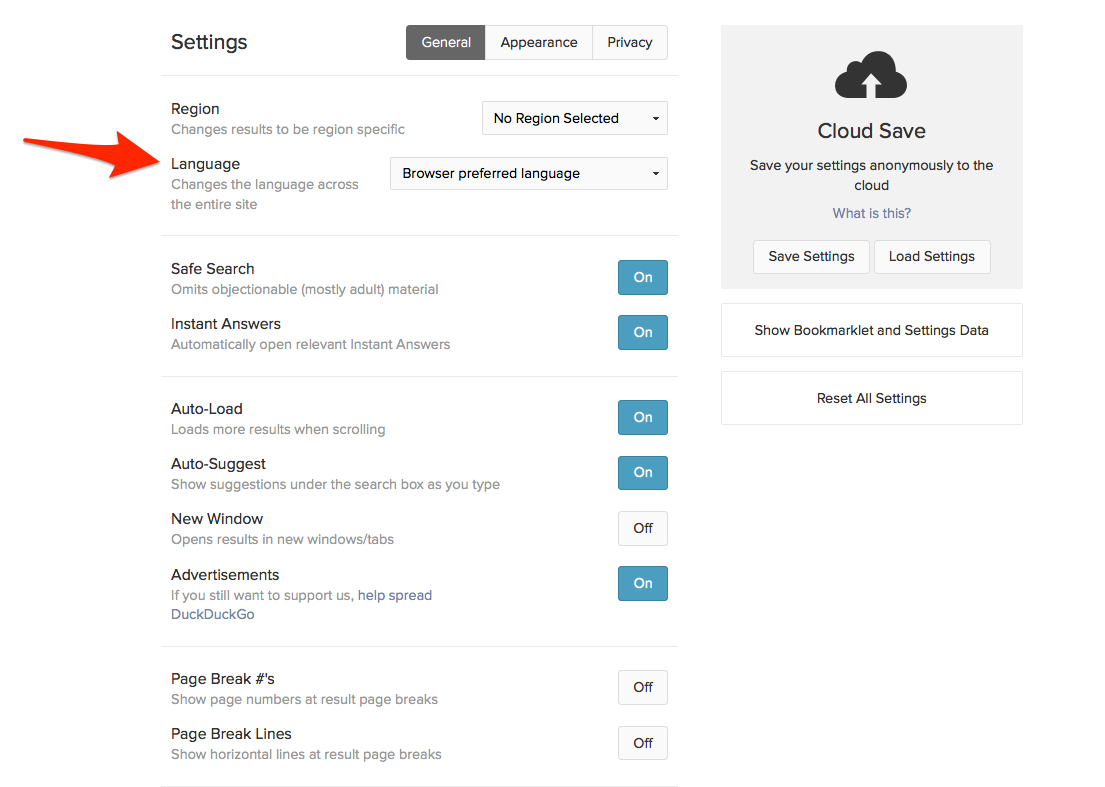 Settings
General
Appearance
Privacy
Region
Changes results to be region specific
No Region Selected
Language
Changes the language across
the entire site
Browser preferred language
Safe Search
Omits objectionable (mostly adult) material
On
Instant Answers
Automatically open relevant Instant Answers
On
Auto-Load
Loads more results when scrolling
On
Auto-Suggest
Show suggestions under the search box as you type
On
New Window
Opens results in new windows/tabs
Off
Advertisements
If you still want to support us, help spread
DuckDuckGo
On
Page Break #'s
Show page numbers at result page breaks
Off
Page Break Lines
Show horizontal lines at result page breaks
Off
Cloud Save
Save your settings anonymously to the
cloud
What is this?
Save Settings
Load Settings
Show Bookmarklet and Settings Data
Reset All Settings